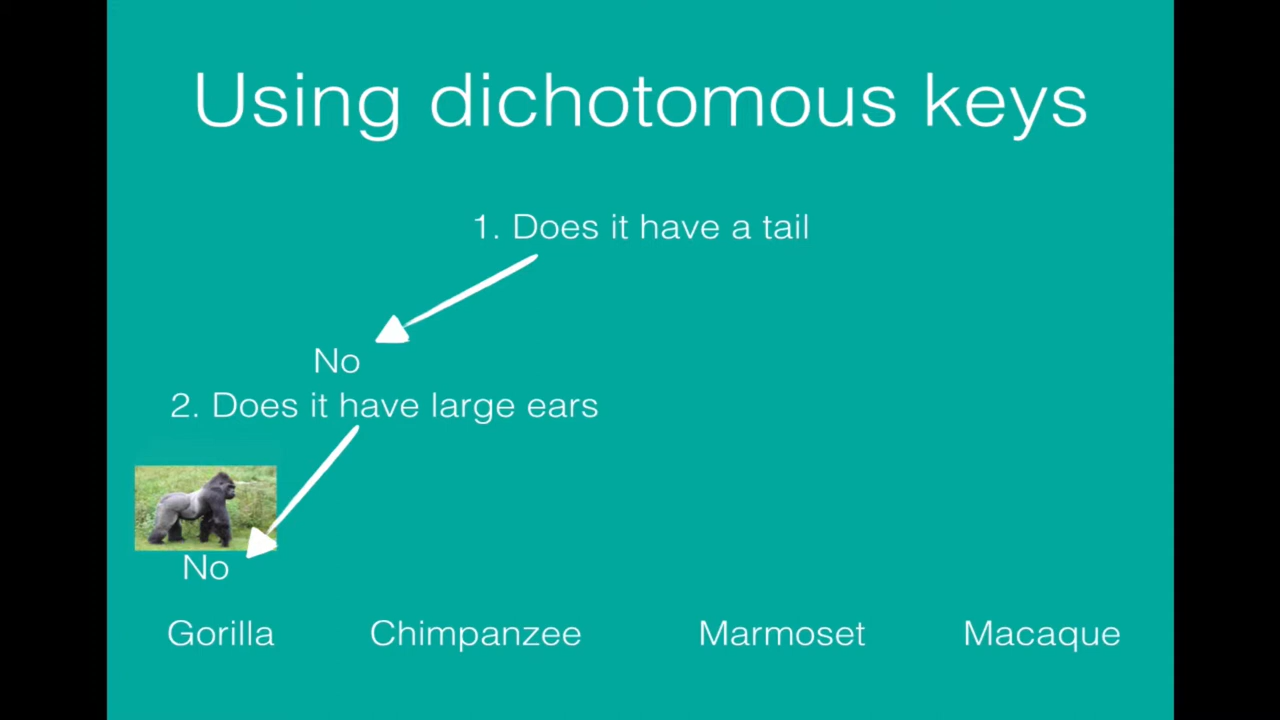 Using dichotomous keys
1. Does it have a tail
No
2. Does it have large ears
No
Gorilla Chimpanzee Marmoset Macaque